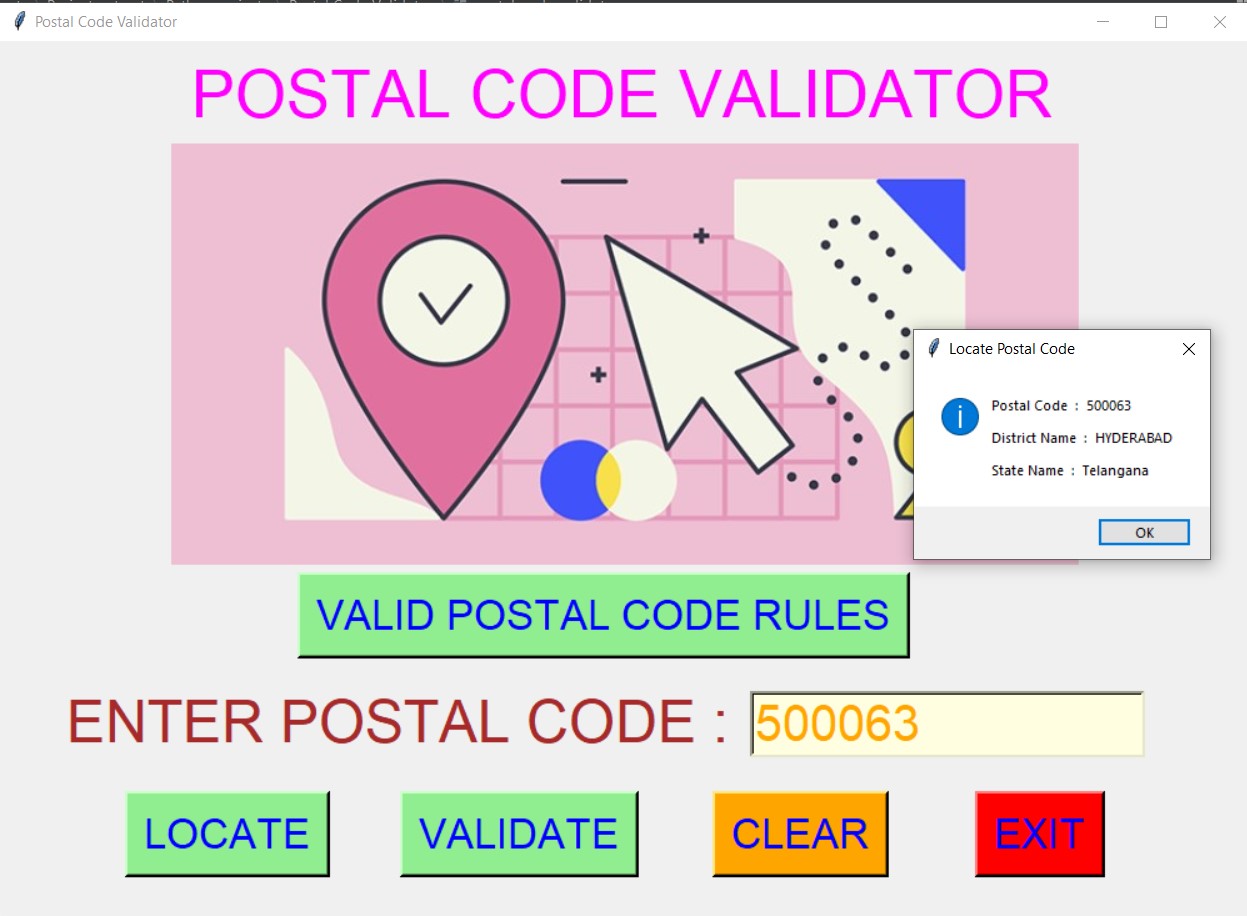 Postal Code Validator
POSTAL CODE VALIDATOR
Locate Postal Code
Postal Code : 500063
District Name : HYDERABAD
State Name : Telangana
OK
VALID POSTAL CODE RULES
ENTER POSTAL CODE : 500063
LOCATE VALIDATE CLEAR EXIT